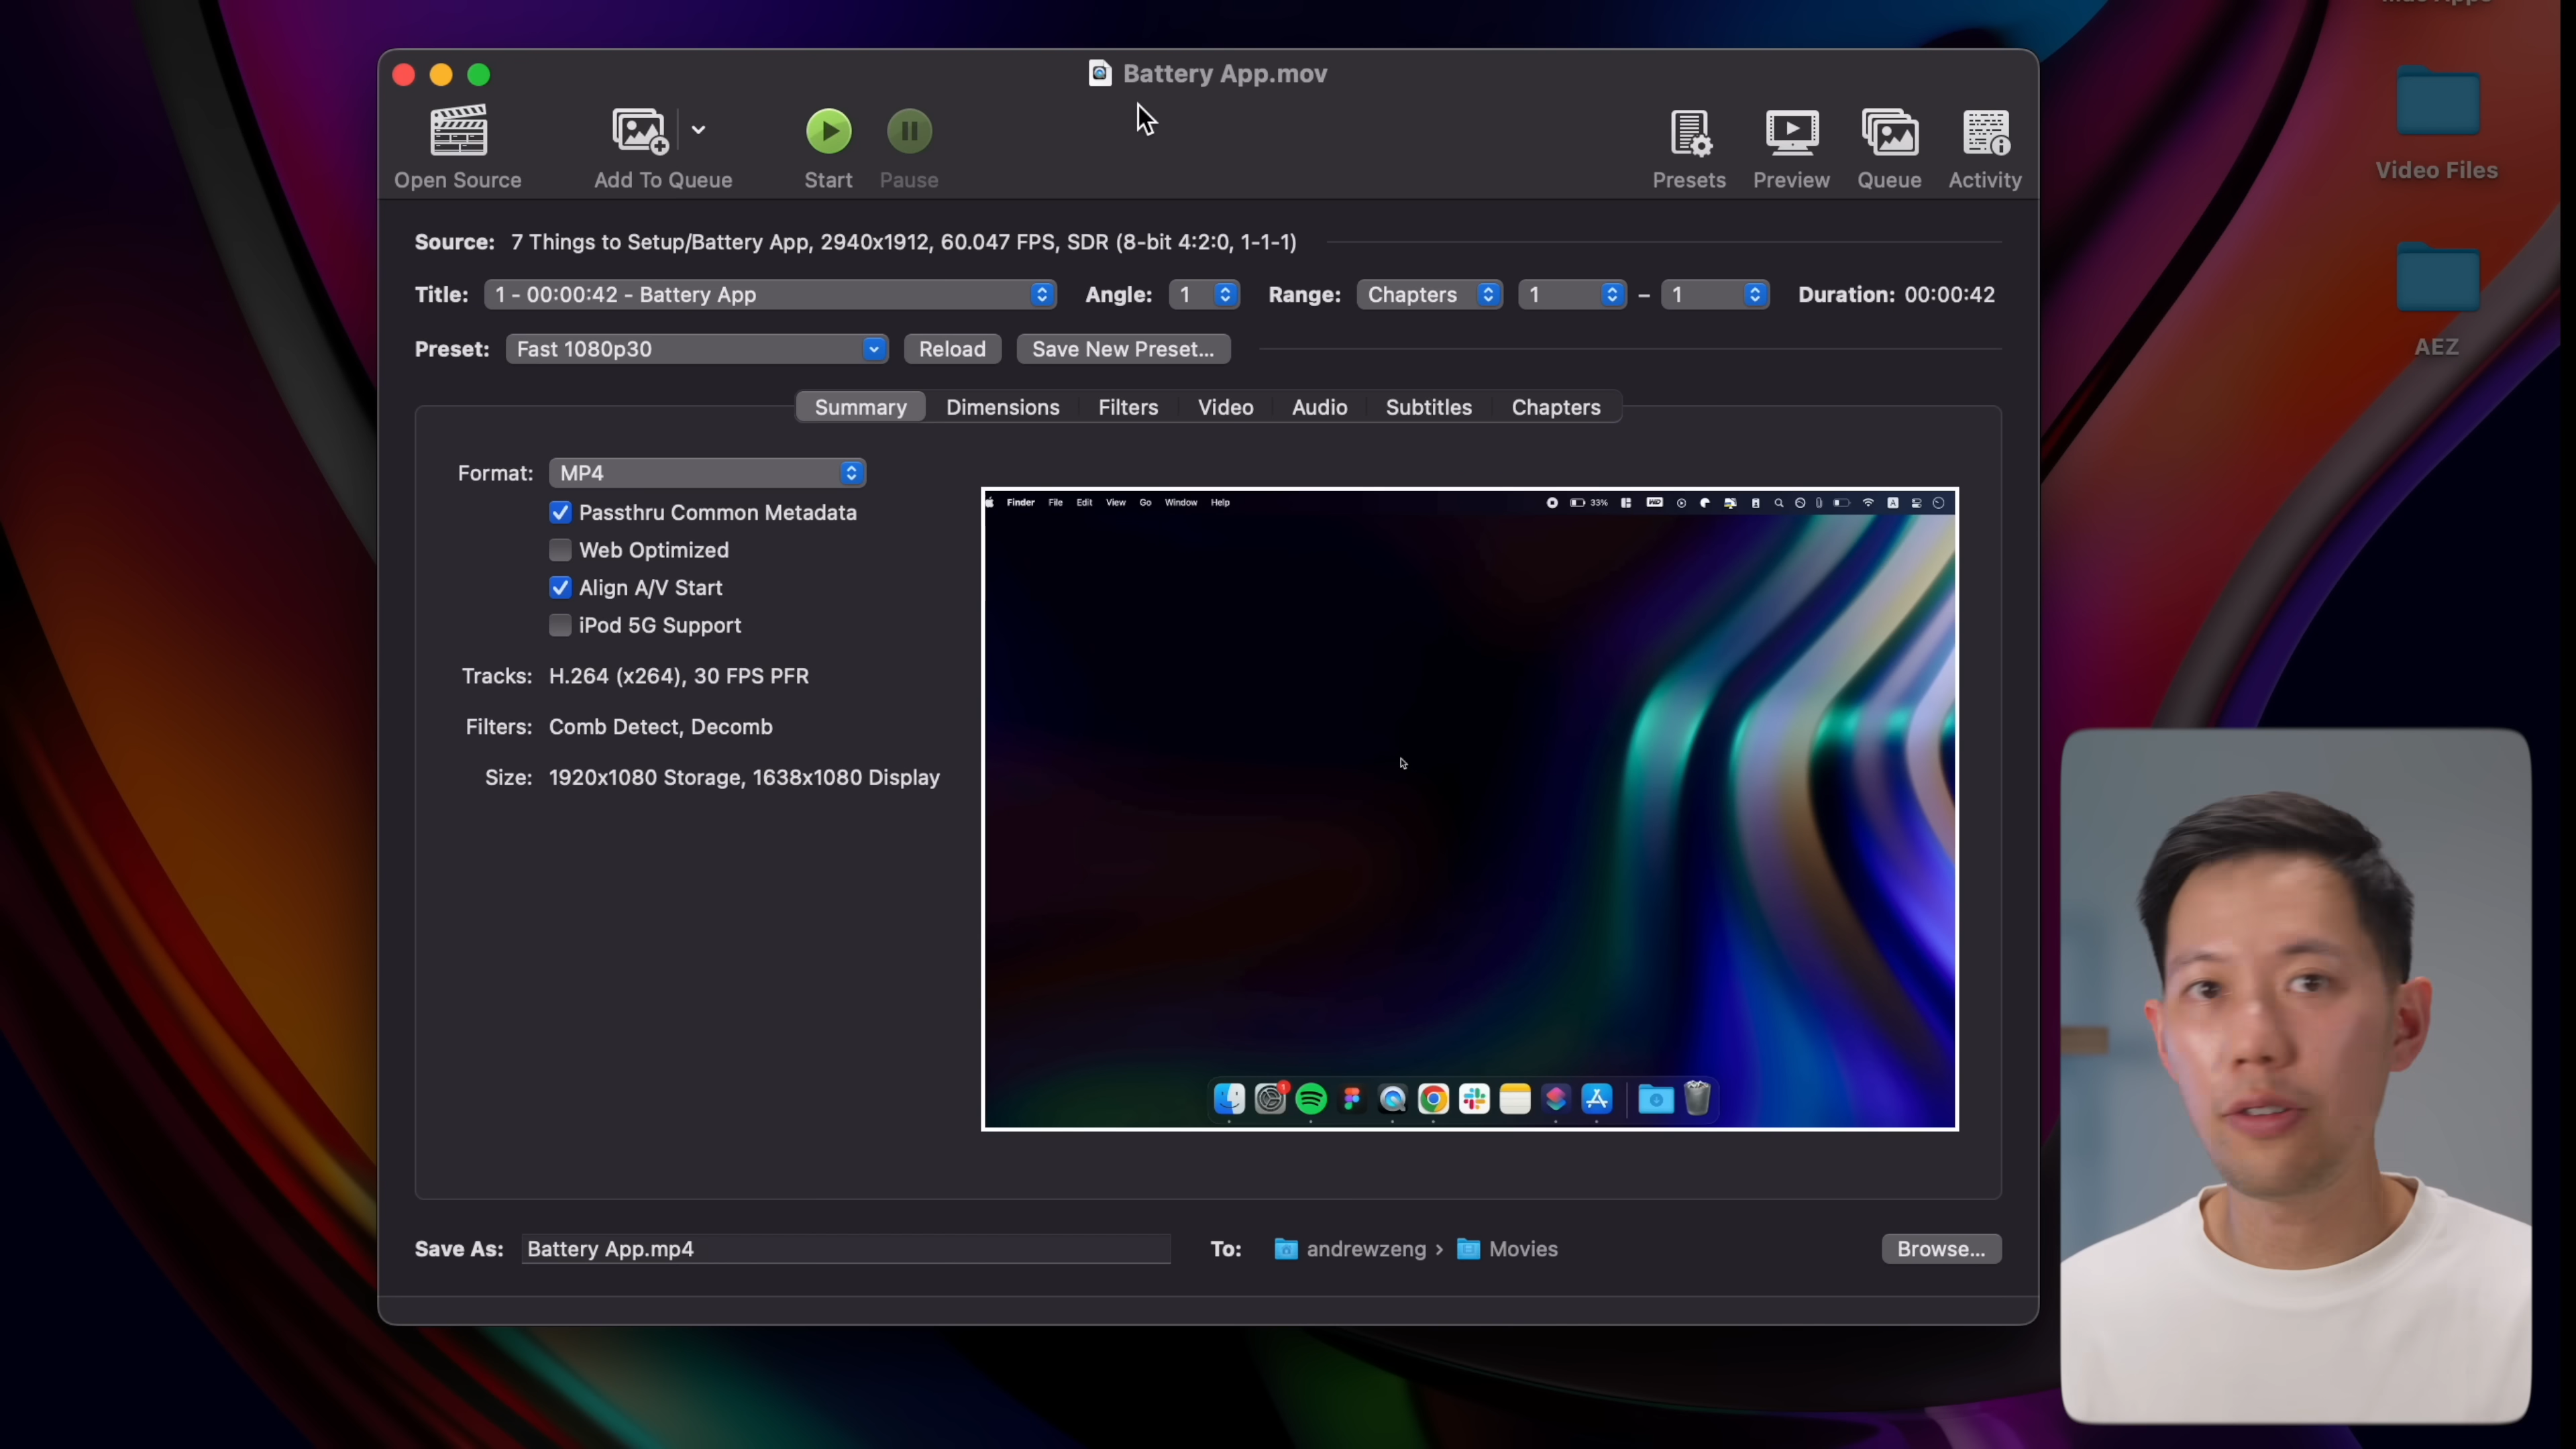 Battery App.mov
Open Source
Add To Queue
Start
Pause
Presets
Preview
Queue
Activity
Source: 7 Things to Setup/Battery App, 2940x1912, 60.047 FPS, SDR (8-bit 4:2:0, 1-1-1)
Title: 1 - 00:00:42 - Battery App Angle: 1 Range: Chapters 1 – 1 Duration: 00:00:42
Preset: Fast 1080p30 Reload Save New Preset...
Summary Dimensions Filters Video Audio Subtitles Chapters
Format: MP4
Passthru Common Metadata
Web Optimized
Align A/V Start
iPod 5G Support
Tracks: H.264 (x264), 30 FPS PFR
Filters: Comb Detect, Decomb
Size: 1920x1080 Storage, 1638x1080 Display
Finder File Edit View Go Window Help 33%
Save As: Battery App.mp4 To: andrewzeng › Movies Browse...
Video Files
AEZ